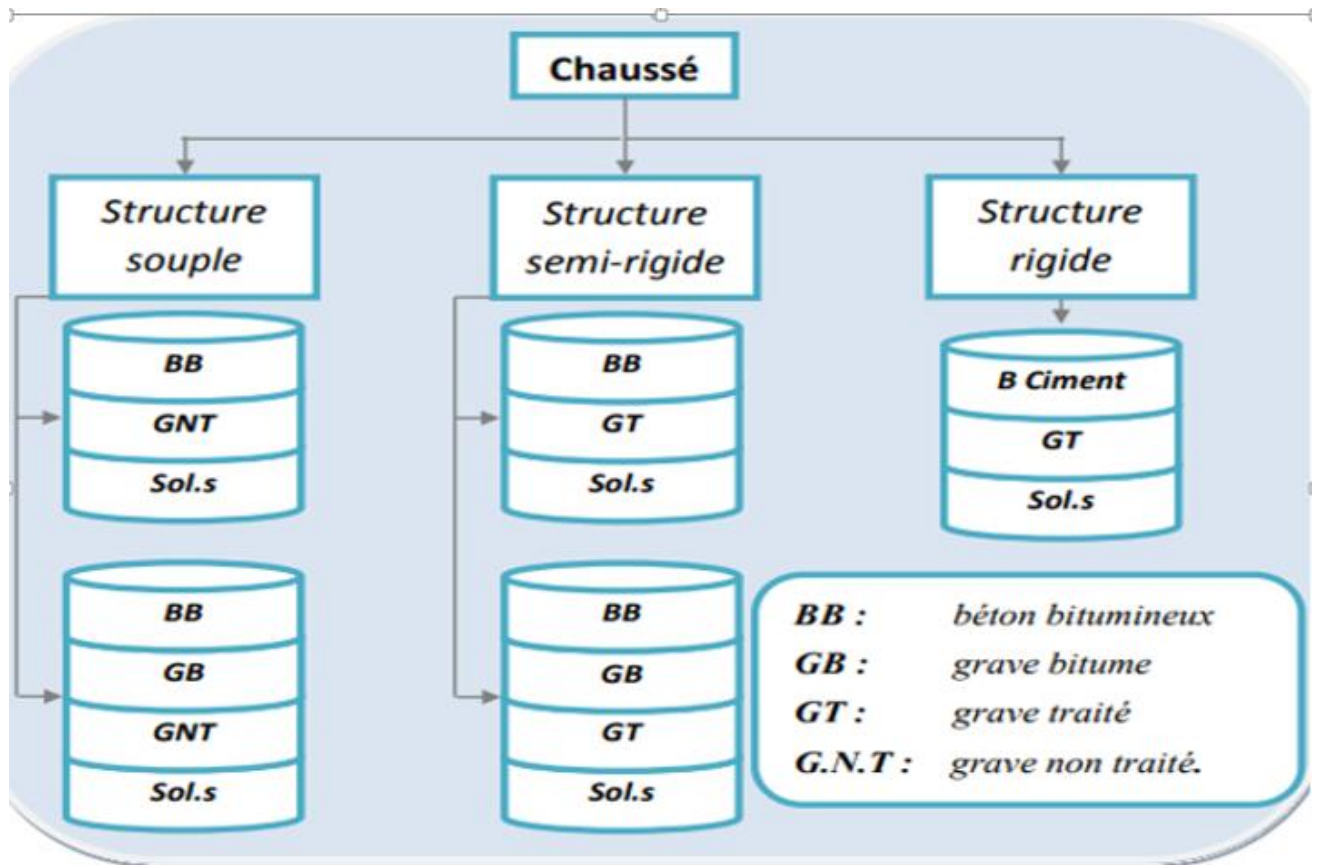 Chaussé
Structure
souple
Structure
semi-rigide
Structure
rigide
BB
GNT
Sol.s
BB
GT
Sol.s
B Ciment
GT
Sol.s
BB
GB
GNT
Sol.s
BB
GB
GT
Sol.s
BB : béton bitumineux
GB : grave bitume
GT : grave traité
G.N.T : grave non traité.